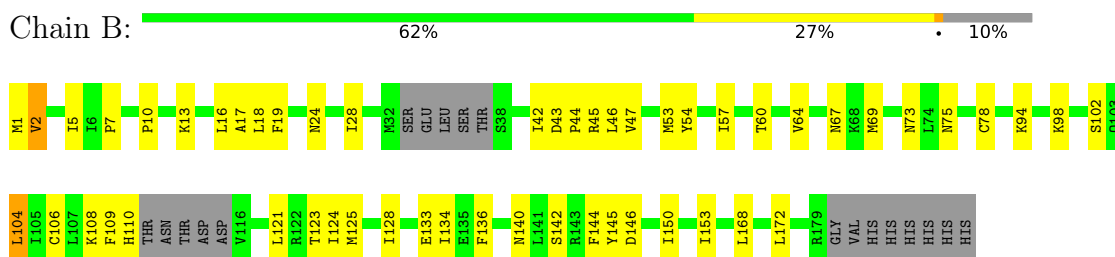 Chain B:
62% 27% • 10%
M1 V2 I5 I6 P7 P10 K13 L16 A17 L18 F19 N24 I28 M32 SER GLU LEU SER THR S38 I42 D43 P44 R45 L46 V47 M53 Y54 I57 T60 V64 N67 K68 M69 N73 L74 N75 C78 K94 K98 S102
L104 I105 C106 L107 K108 F109 H110 THR ASN THR ASP ASP V116 L121 R122 T123 I124 M125 I128 E133 I134 E135 F136 N140 L141 S142 R143 F144 Y145 D146 I150 I153 L168 L172 R179 GLY VAL HIS HIS HIS HIS HIS HIS